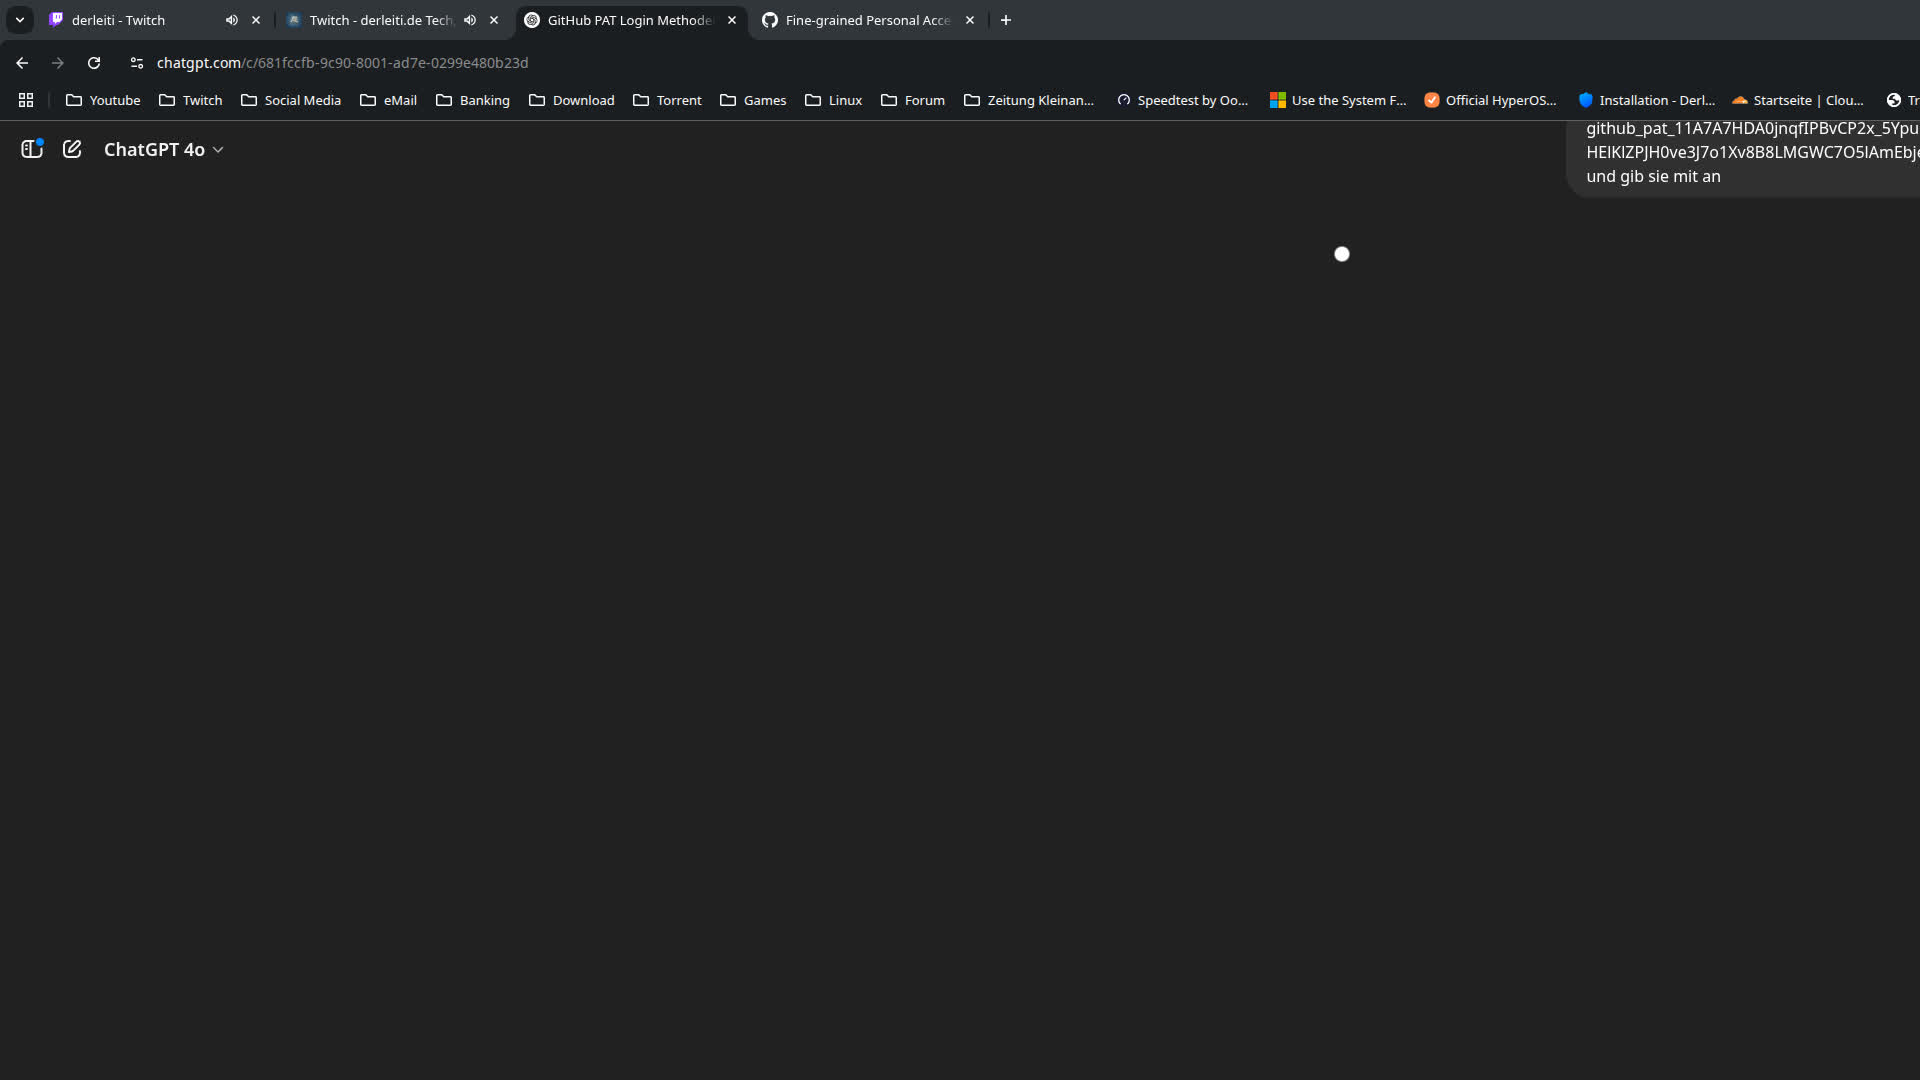 derleiti - Twitch
Twitch - derleiti.de Tech
GitHub PAT Login Methode
Fine-grained Personal Acce
chatgpt.com/c/681fccfb-9c90-8001-ad7e-0299e480b23d
Youtube
Twitch
Social Media
eMail
Banking
Download
Torrent
Games
Linux
Forum
Zeitung Kleinan...
Speedtest by Oo...
Use the System F...
Official HyperOS...
Installation - Derl...
Startseite | Clou...
Tr
ChatGPT 4o
und gib sie mit an